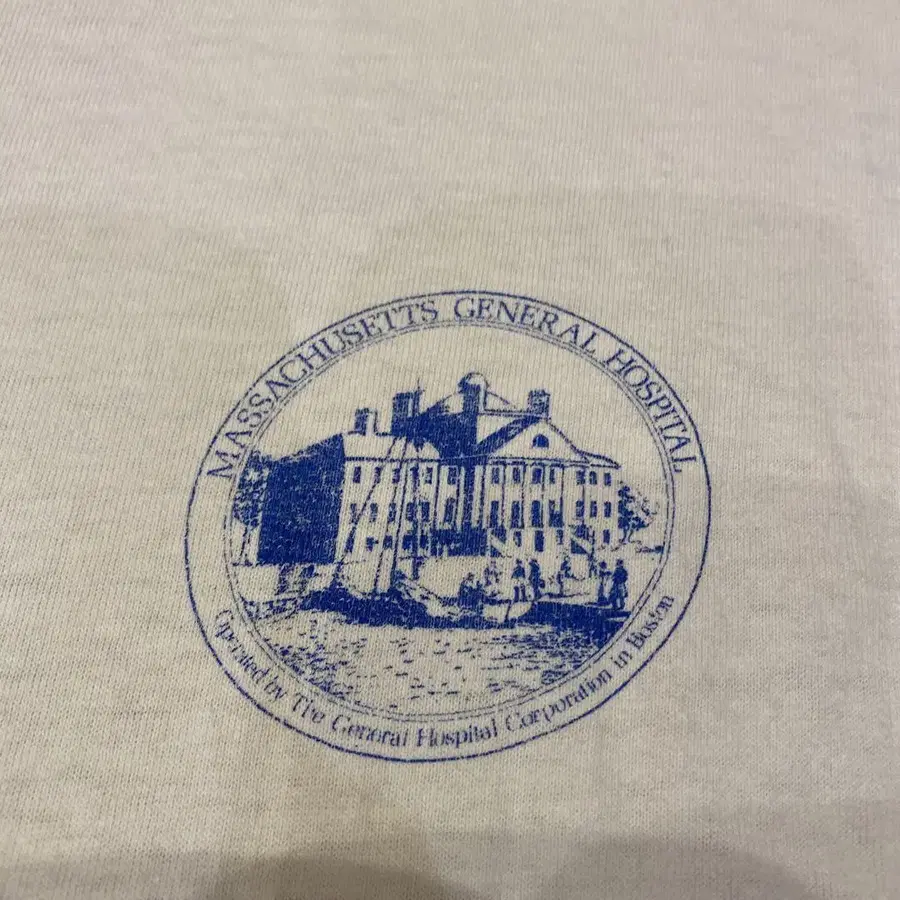 MASSACHUSETTS GENERAL HOSPITAL
Operated by The General Hospital Corporation in Boston